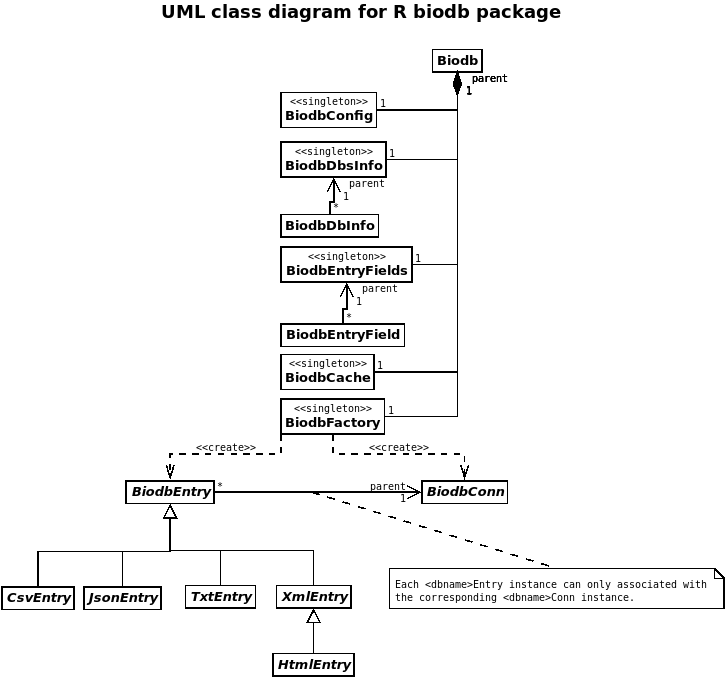 UML class diagram for R biodb package
Biodb
parent
1
<<singleton>>
BiodbConfig
1
<<singleton>>
BiodbDbsInfo
1
parent
1
*
BiodbDbInfo
<<singleton>>
BiodbEntryFields
1
parent
1
*
BiodbEntryField
<<singleton>>
BiodbCache
1
<<singleton>>
BiodbFactory
1
<<create>>
<<create>>
BiodbEntry
*
parent
1
BiodbConn
CsvEntry
JsonEntry
TxtEntry
XmlEntry
Each <dbname>Entry instance can only associated with
the corresponding <dbname>Conn instance.
HtmlEntry